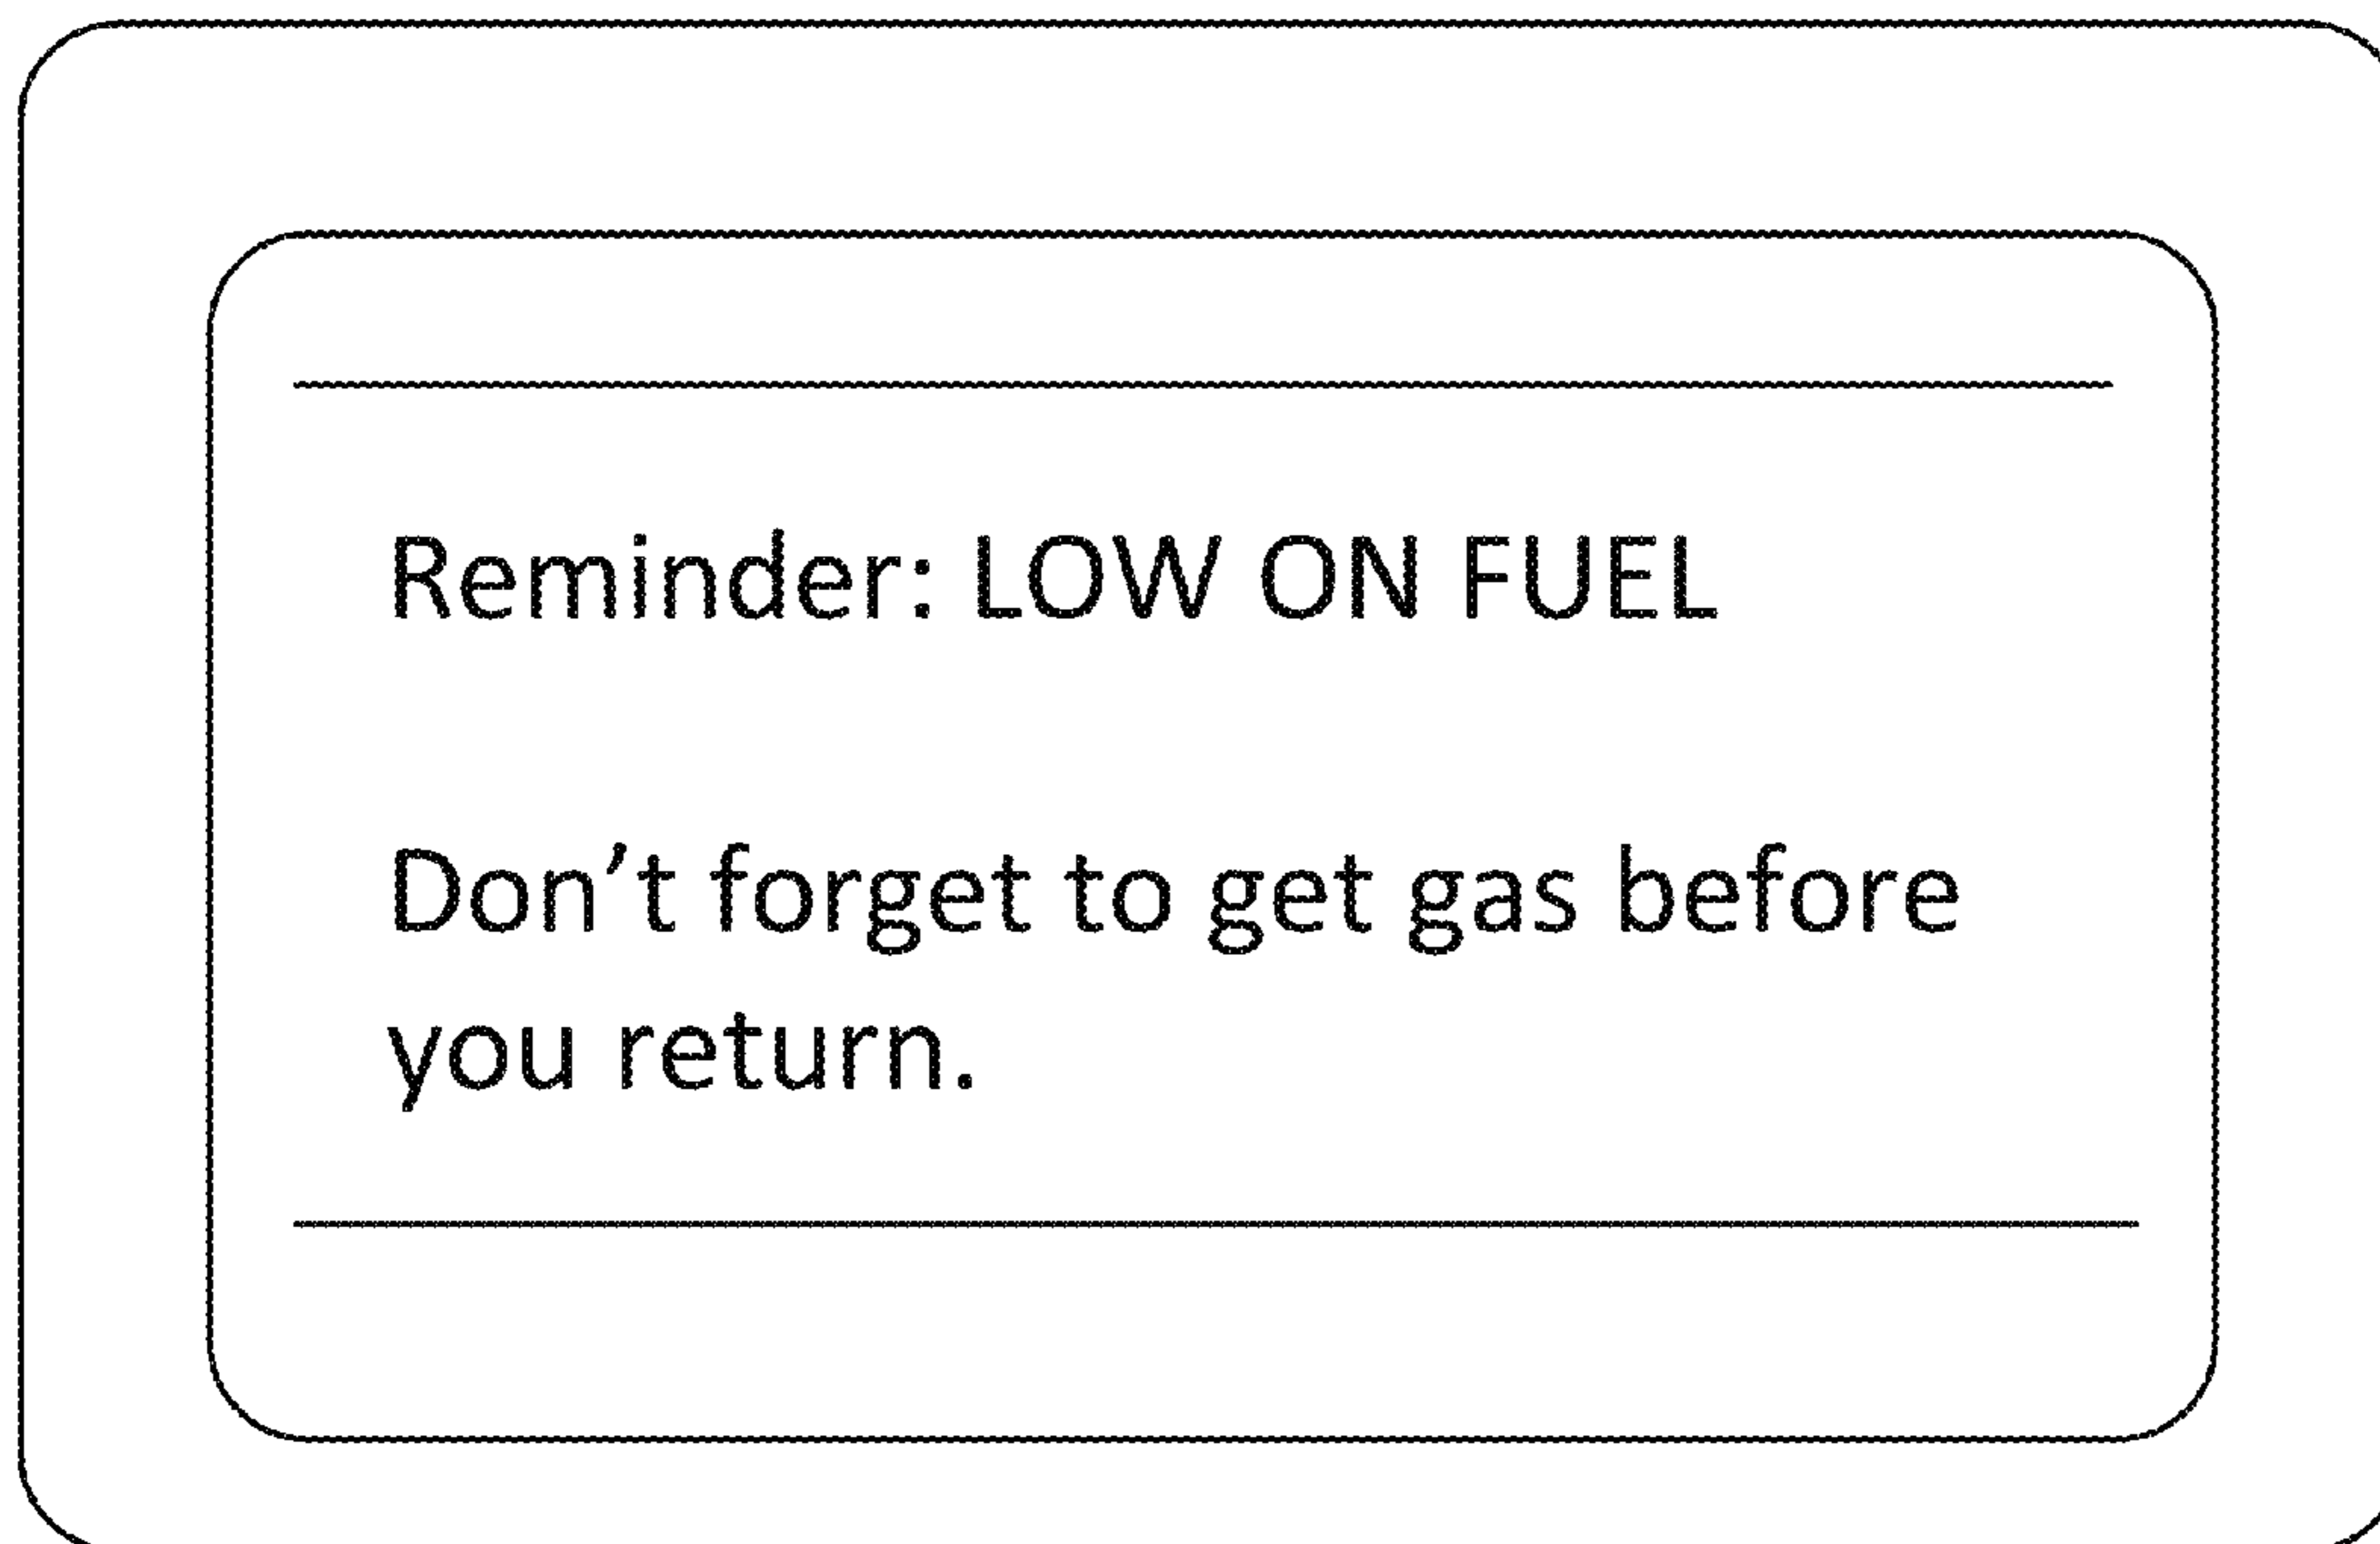 Reminder: LOW ON FUEL
Don’t forget to get gas before
you return.